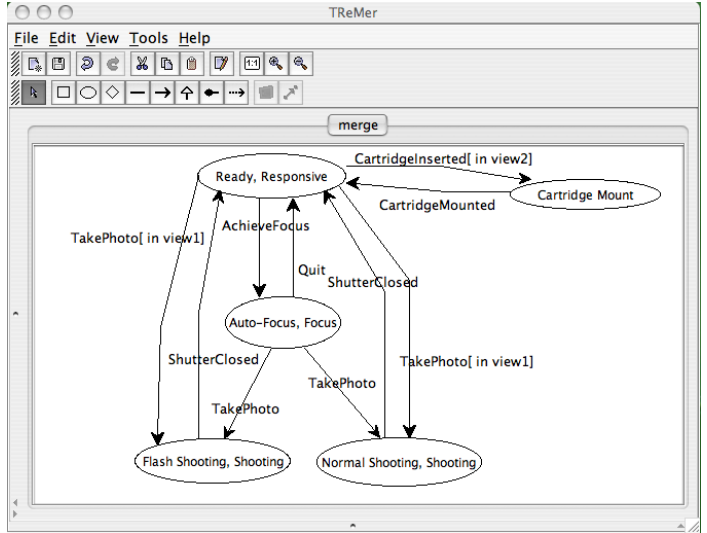 TReMer
File Edit View Tools Help
1:1
merge
CartridgeInserted[ in view2]
Ready, Responsive
Cartridge Mount
CartridgeMounted
AchieveFocus
TakePhoto[ in view1]
Quit
ShutterClosed
Auto-Focus, Focus
ShutterClosed
TakePhoto[ in view1]
TakePhoto
TakePhoto
Flash Shooting, Shooting
Normal Shooting, Shooting